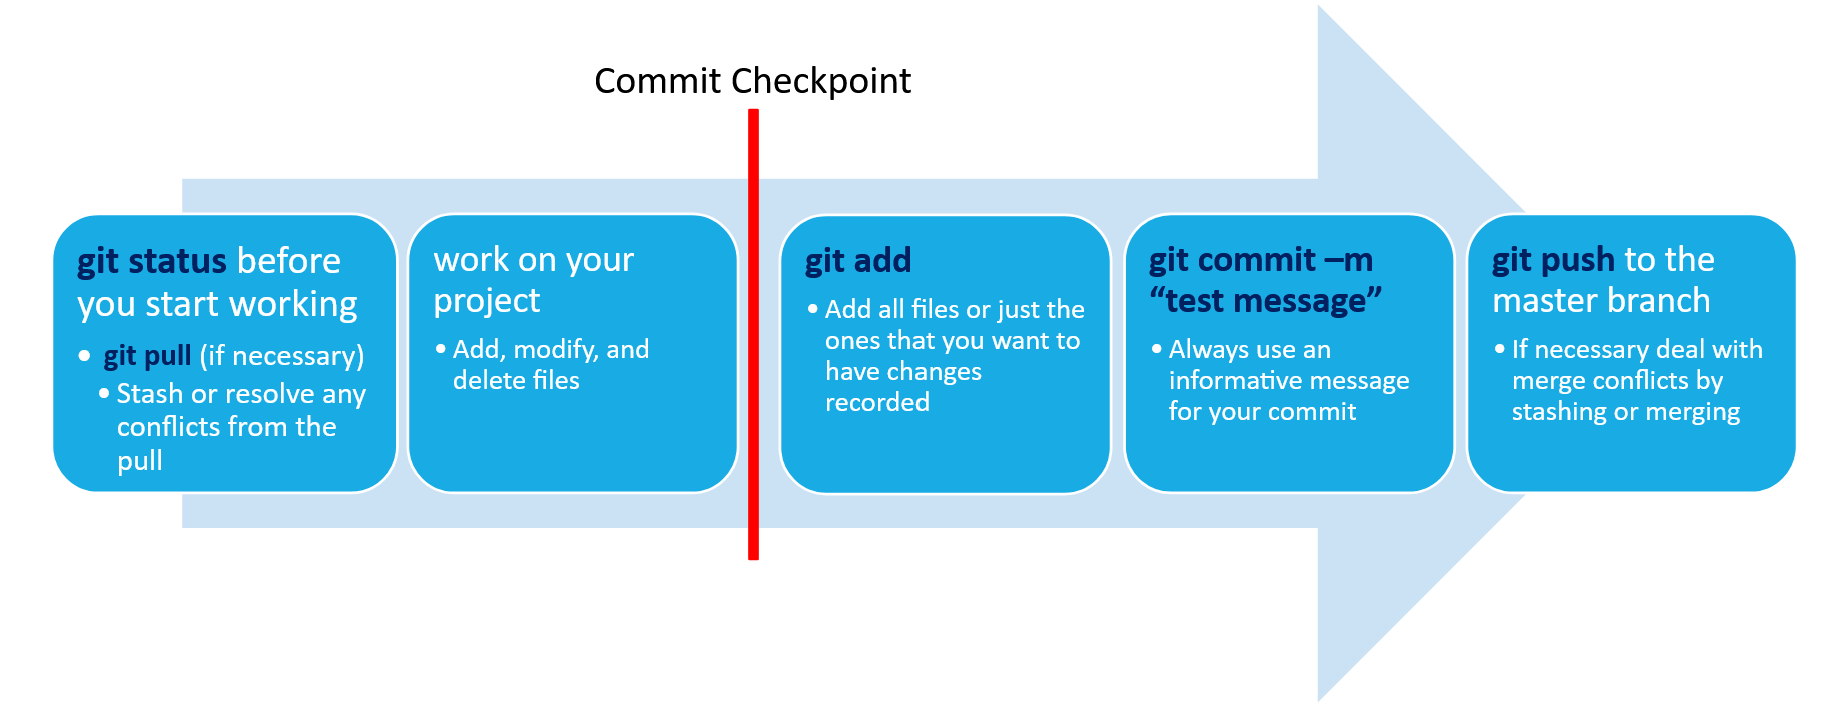 Commit Checkpoint
git status before
you start working
• git pull (if necessary)
• Stash or resolve any
conflicts from the
pull
work on your
project
• Add, modify, and
delete files
git add
• Add all files or just the
ones that you want to
have changes
recorded
git commit –m
“test message”
• Always use an
informative message
for your commit
git push to the
master branch
• If necessary deal with
merge conflicts by
stashing or merging